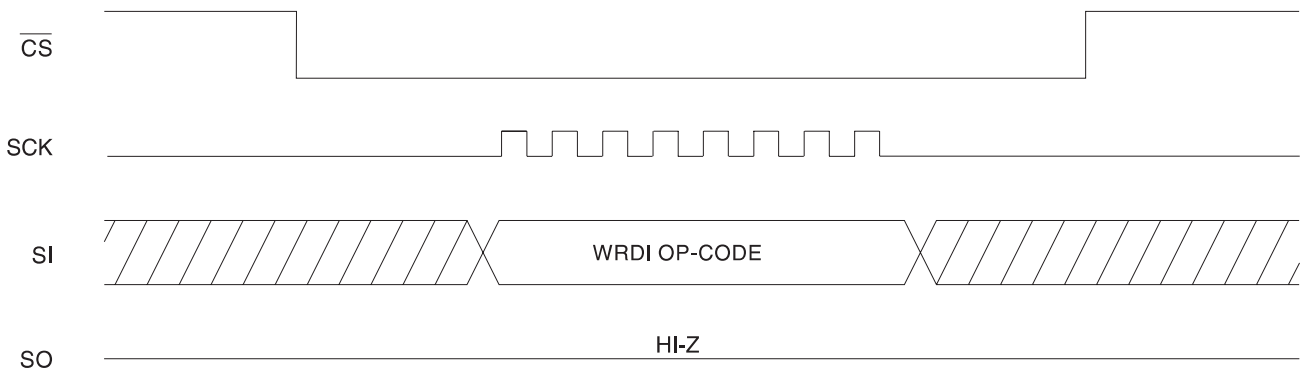 CS
SCK
SI
WRDI OP-CODE
SO
HI-Z